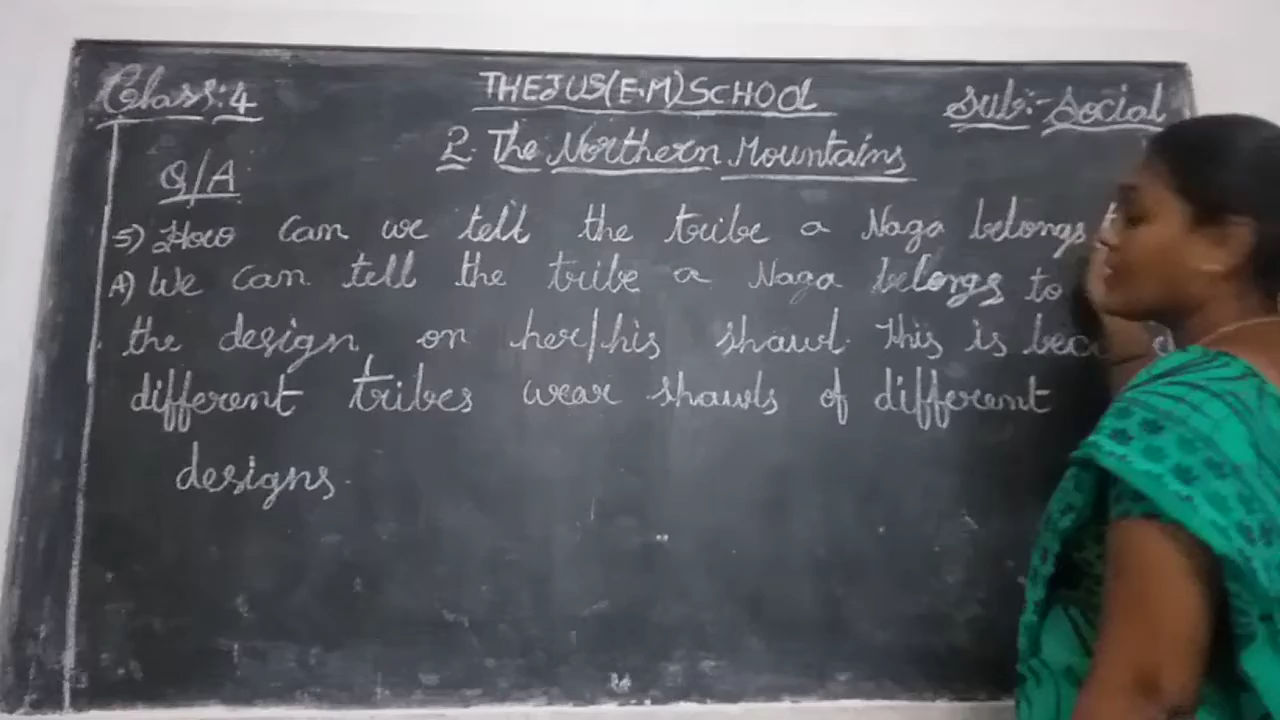 Class:4
THEJUS(E.M) SCHOOL
Sub:- Social
2. The Northern Mountains
Q/A
5) How can we tell the tribe a Naga belongs
A) We can tell the tribe a Naga belongs to
the design on her/his shawl. This is
different tribes wear shawls of different
designs.